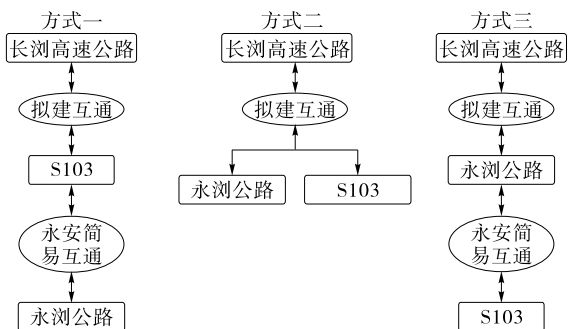 方式一
长浏高速公路
拟建互通
S103
永安简
易互通
永浏公路
方式二
长浏高速公路
拟建互通
永浏公路
S103
方式三
长浏高速公路
拟建互通
永浏公路
永安简
易互通
S103